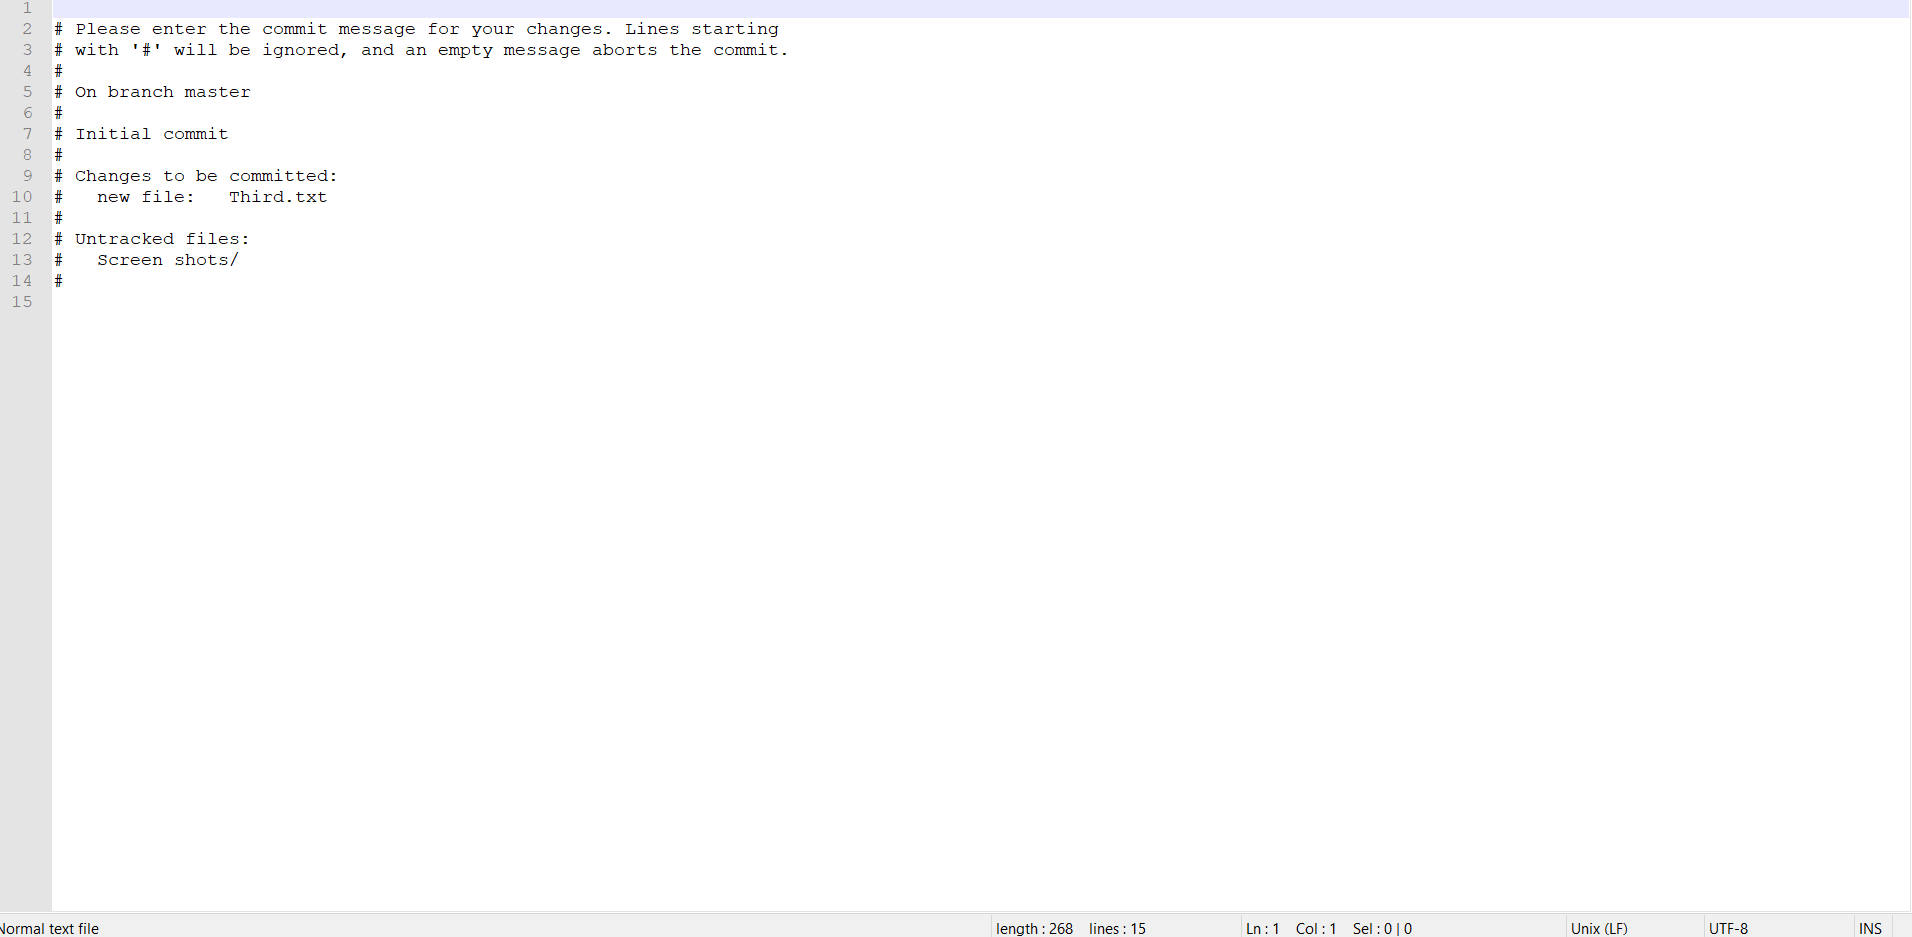 1
2 # Please enter the commit message for your changes. Lines starting
3 # with '#' will be ignored, and an empty message aborts the commit.
4 #
5 # On branch master
6 #
7 # Initial commit
8 #
9 # Changes to be committed:
10 #   new file:   Third.txt
11 #
12 # Untracked files:
13 #   Screen shots/
14 #
15
Normal text file length : 268 lines : 15 Ln : 1 Col : 1 Sel : 0 | 0 Unix (LF) UTF-8 INS